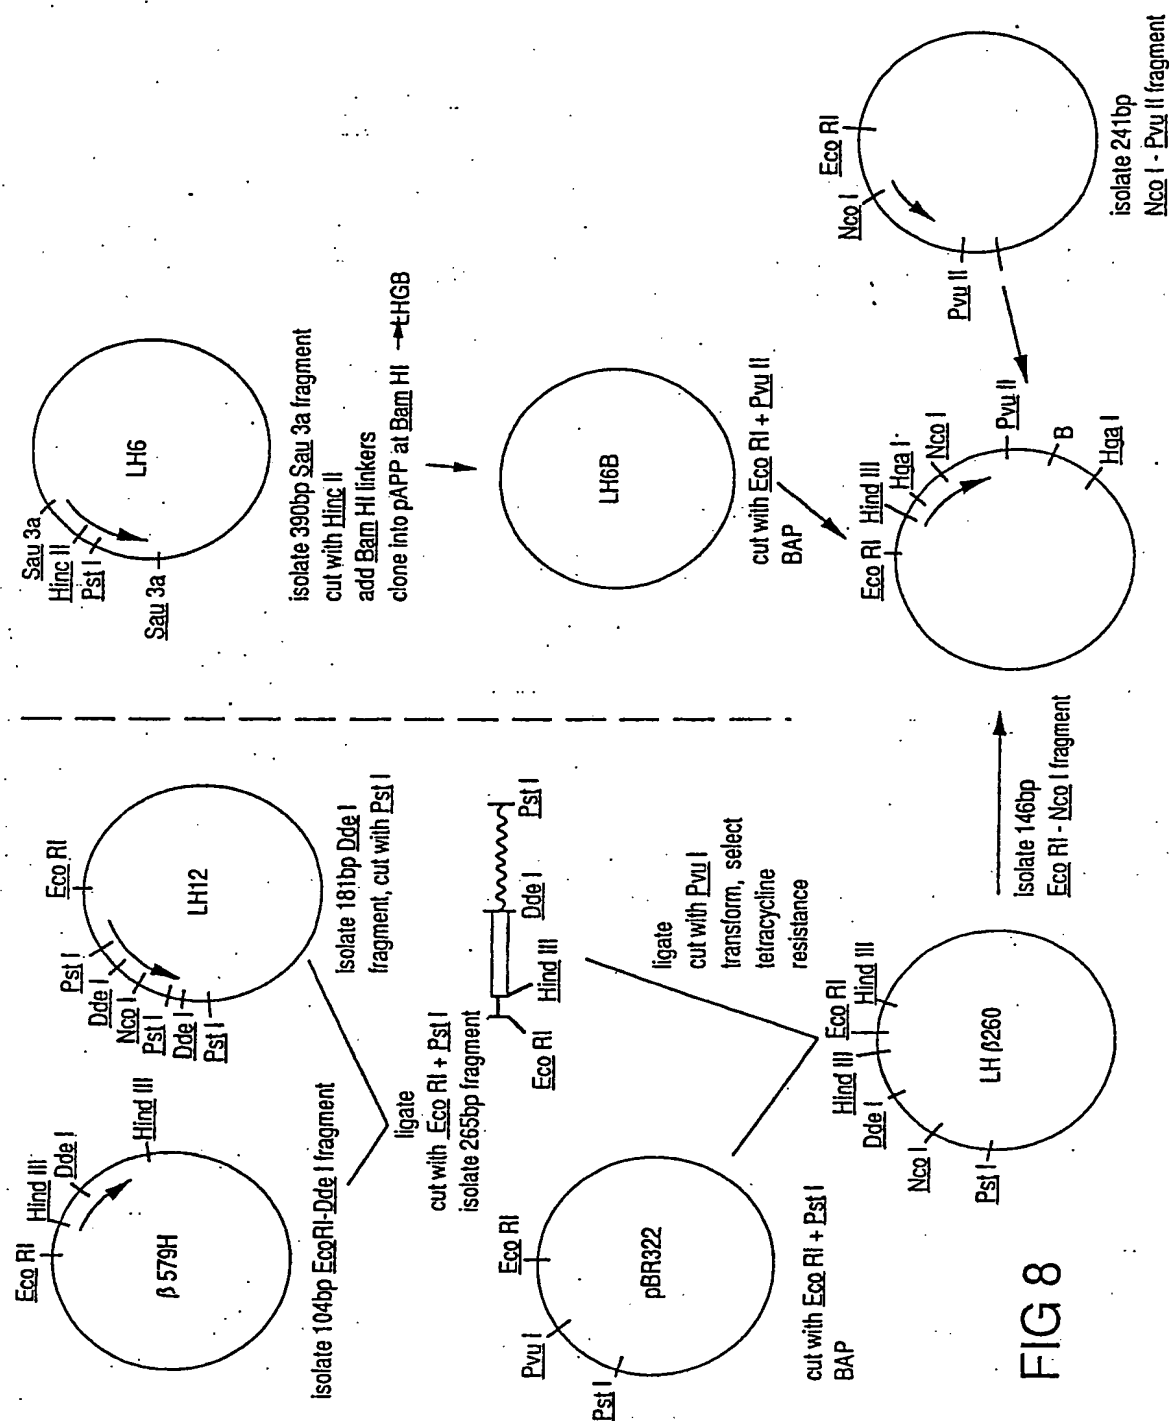 Eco RI
Hind III
Dde I
Hind III
β 579H
isolate 104bp EcoRI-Dde I fragment
Eco RI
Pst I
Dde I
Nco I
Pst I
Dde I
Pst I
LH12
isolate 181bp Dde I
fragment, cut with Pst I
ligate
cut with Eco RI + Pst I
isolate 265bp fragment
Eco RI
Hind III
Dde I
Pst I
Eco RI
Pvu I
Pst I
pBR322
cut with Eco RI + Pst I
BAP
ligate
cut with Pvu I
transform, select
tetracycline
resistance
Eco RI
Hind III
Hind III
Dde I
Nco I
Pst I
LH β260
isolate 146bp
Eco RI - Nco I fragment
Sau 3a
Hinc II
Pst I
Sau 3a
LH6
isolate 390bp Sau 3a fragment
cut with Hinc II
add Bam HI linkers
clone into pAPP at Bam HI → LHGB
LH6B
cut with Eco RI + Pvu II
BAP
Eco RI
Hind III
Hga I
Nco I
Pvu II
B
Hga I
Eco RI
Nco I
Pvu II
isolate 241bp
Nco I - Pvu II fragment
FIG 8